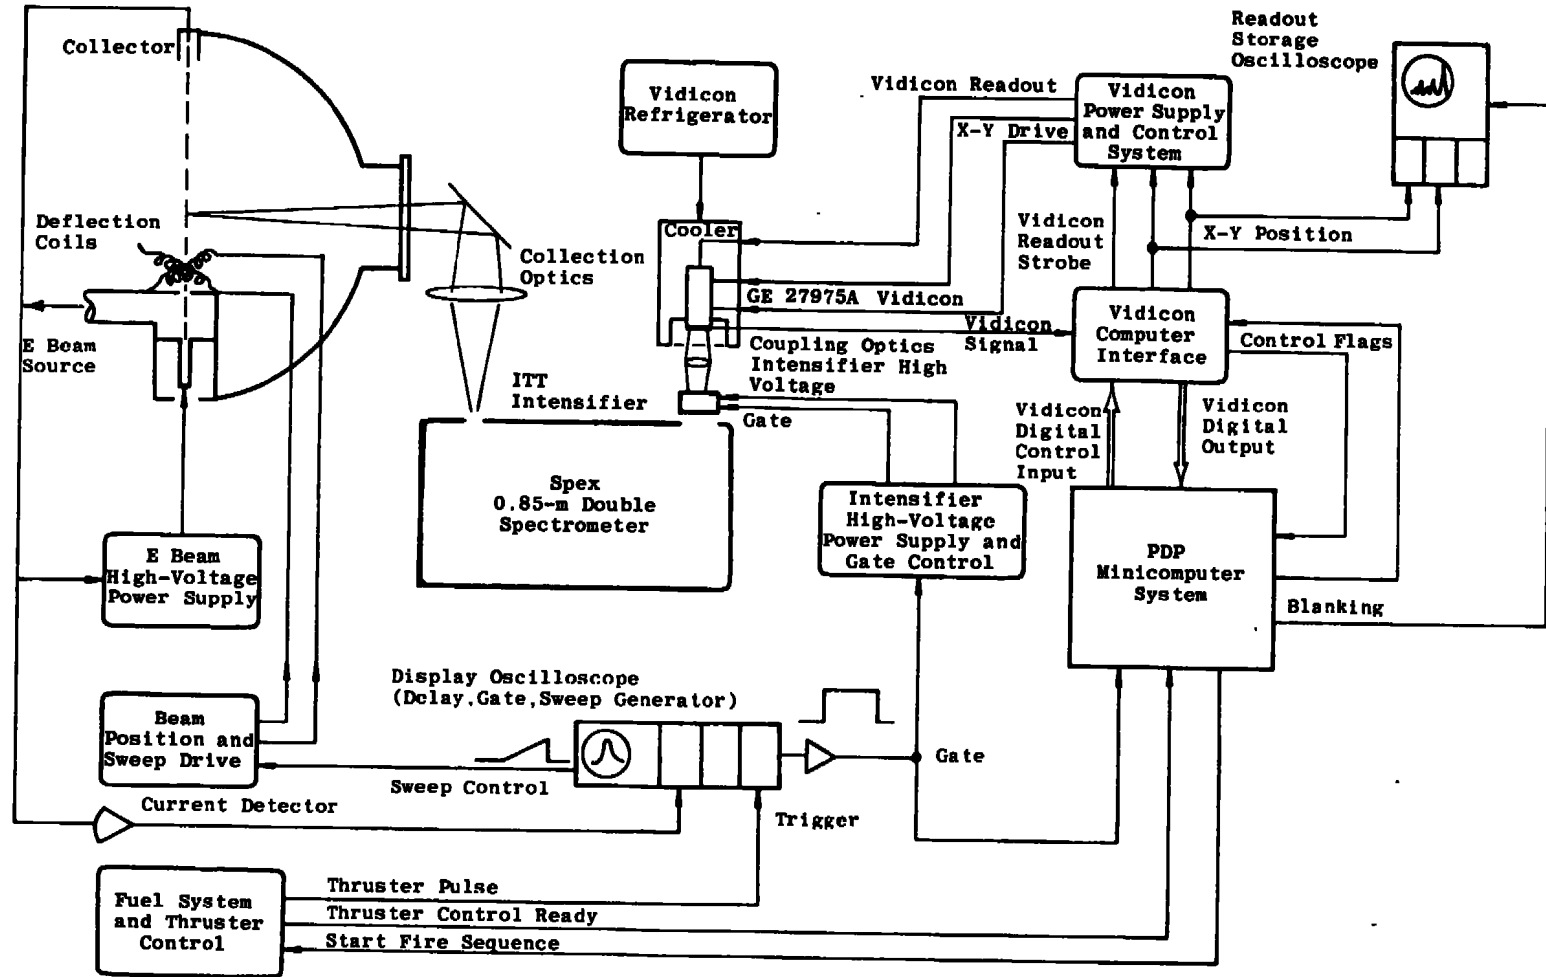 Collector
Deflection
Coils
E Beam
Source
Collection
Optics
Vidicon
Refrigerator
Cooler
Vidicon Readout
X-Y Drive
Vidicon
Power Supply
and Control
System
Readout
Storage
Oscilloscope
Vidicon
Readout
Strobe
X-Y Position
GE 27975A Vidicon
Vidicon
Signal
Coupling Optics
Intensifier High
Voltage
Gate
ITT
Intensifier
Vidicon
Computer
Interface
Control Flags
Vidicon
Digital
Control
Input
Vidicon
Digital
Output
Spex
0.85-m Double
Spectrometer
Intensifier
High-Voltage
Power Supply and
Gate Control
PDP
Minicomputer
System
Blanking
E Beam
High-Voltage
Power Supply
Beam
Position and
Sweep Drive
Display Oscilloscope
(Delay,Gate,Sweep Generator)
Gate
Sweep Control
Current Detector
Trigger
Fuel System
and Thruster
Control
Thruster Pulse
Thruster Control Ready
Start Fire Sequence